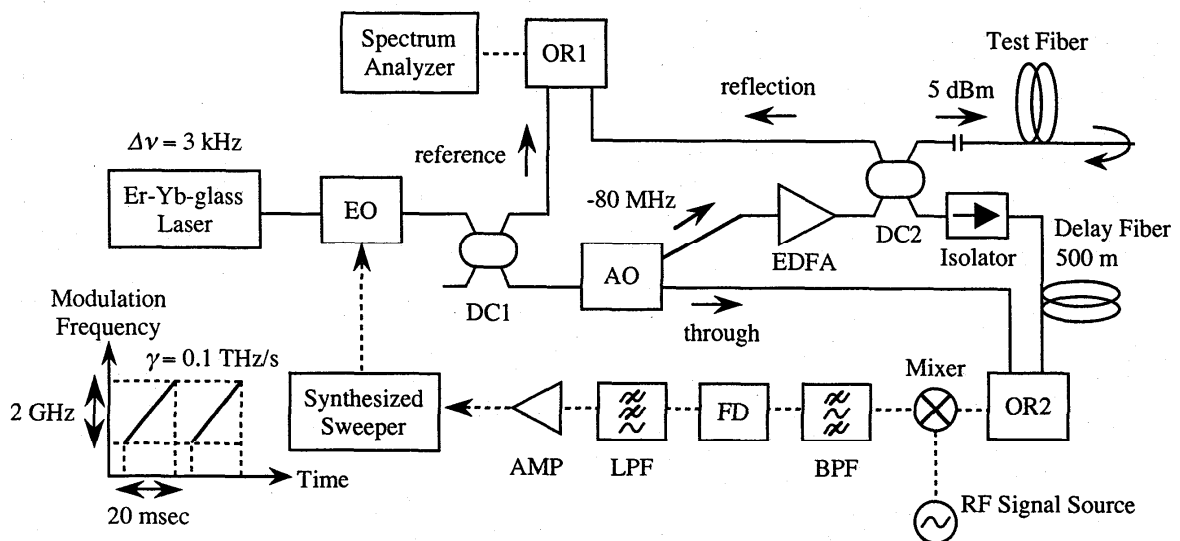 Spectrum
Analyzer
OR1
Test Fiber
reflection
5 dBm
Δν = 3 kHz
reference
Er-Yb-glass
Laser
EO
-80 MHz
DC2
EDFA
Isolator
Delay Fiber
500 m
AO
DC1
through
Modulation
Frequency
γ = 0.1 THz/s
2 GHz
Time
20 msec
Synthesized
Sweeper
AMP
LPF
FD
BPF
Mixer
OR2
RF Signal Source